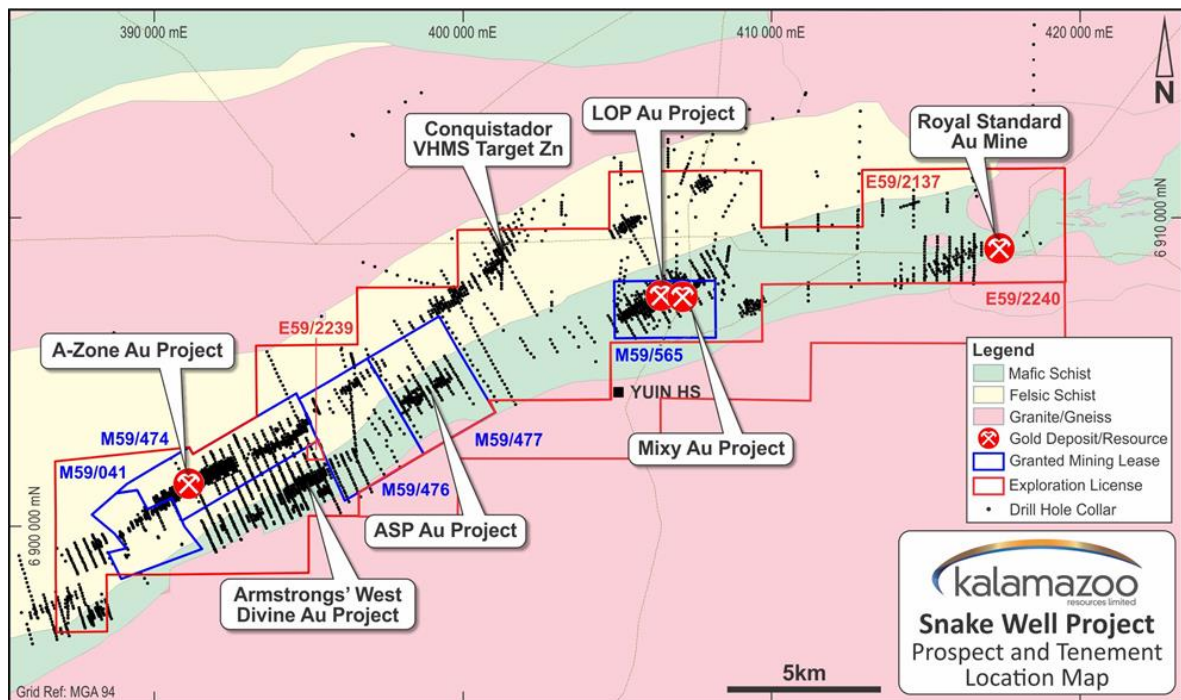 390 000 mE
400 000 mE
410 000 mE
420 000 mE
N
LOP Au Project
Conquistador
VHMS Target Zn
Royal Standard
Au Mine
E59/2137
6 910 000 mN
E59/2240
E59/2239
A-Zone Au Project
M59/565
YUIN HS
M59/474
M59/041
M59/477
M59/476
Mixy Au Project
ASP Au Project
Armstrongs' West
Divine Au Project
6 900 000 mN
Legend
Mafic Schist
Felsic Schist
Granite/Gneiss
Gold Deposit/Resource
Granted Mining Lease
Exploration License
Drill Hole Collar
kalamazoo
resources limited
Snake Well Project
Prospect and Tenement
Location Map
5km
Grid Ref: MGA 94